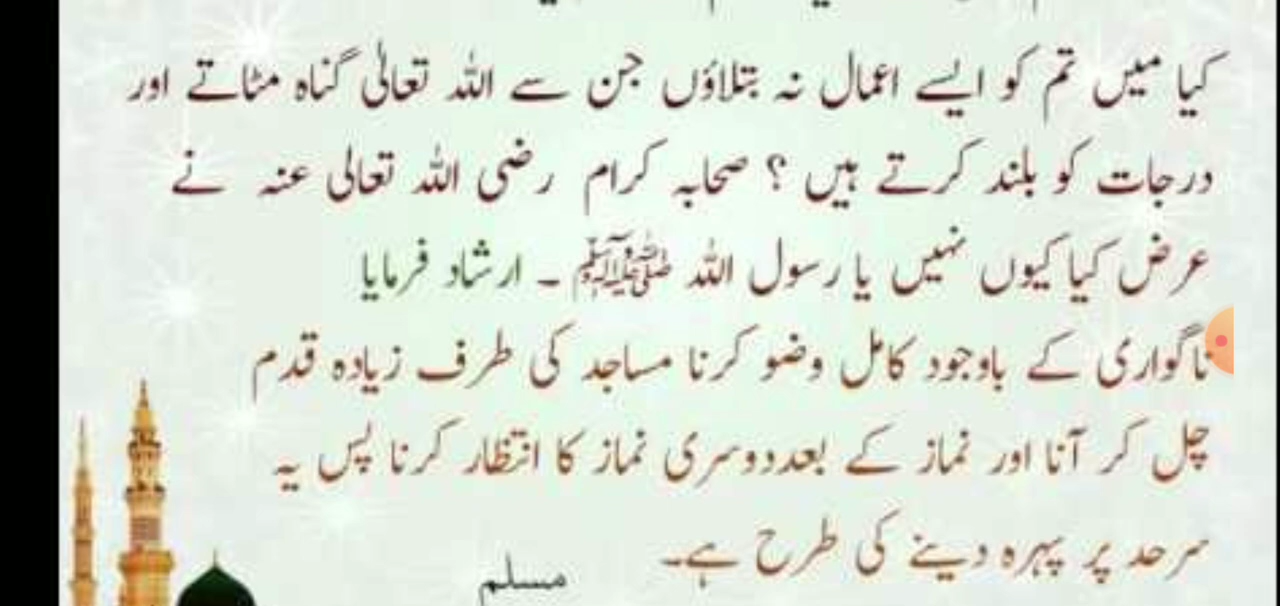 کیا میں تم کو ایسے اعمال نہ بتلاؤں جن سے اللہ تعالیٰ گناہ مٹاتے اور
درجات کو بلند کرتے ہیں ؟ صحابہ کرام رضی اللہ تعالی عنہ نے
عرض کیا کیوں نہیں یا رسول اللہ ﷺ ۔ ارشاد فرمایا
ناگواری کے باوجود کامل وضو کرنا مساجد کی طرف زیادہ قدم
چل کر آنا اور نماز کے بعددوسری نماز کا انتظار کرنا پس یہ
سرحد پر پہرہ دینے کی طرح ہے۔
مسلم